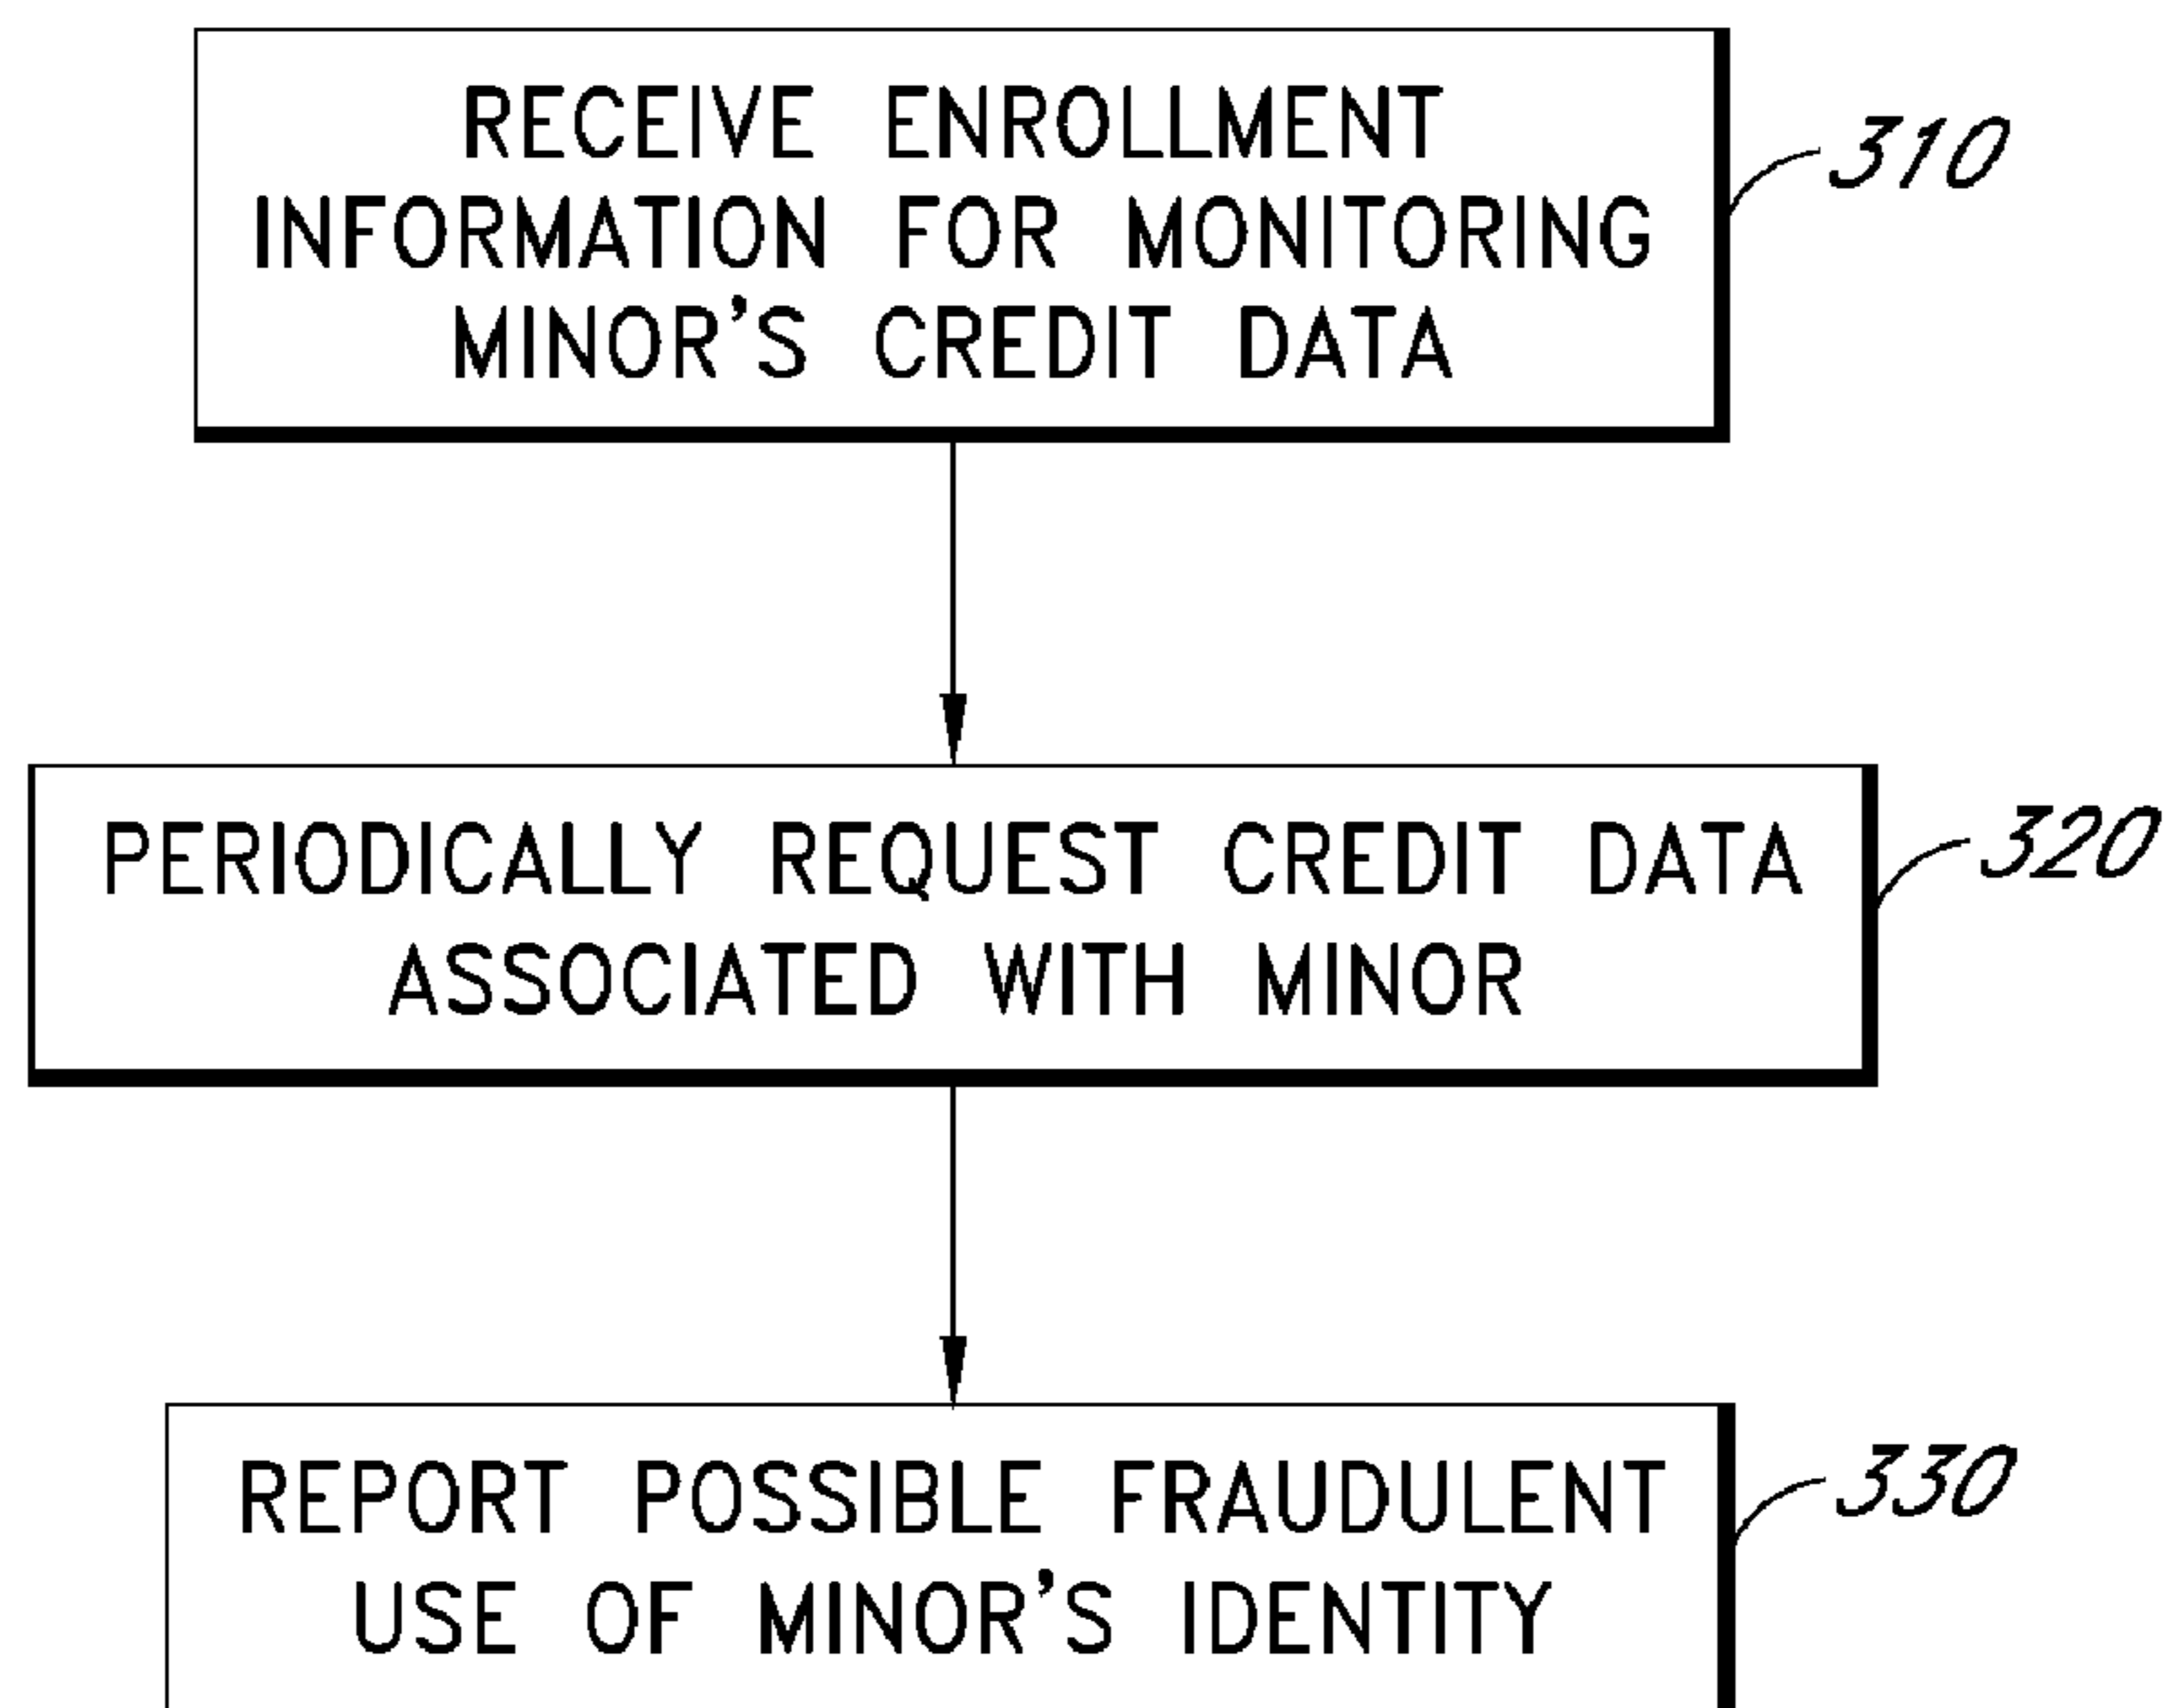 RECEIVE ENROLLMENT
INFORMATION FOR MONITORING
MINOR'S CREDIT DATA
310
PERIODICALLY REQUEST CREDIT DATA
ASSOCIATED WITH MINOR
320
REPORT POSSIBLE FRAUDULENT
USE OF MINOR'S IDENTITY
330